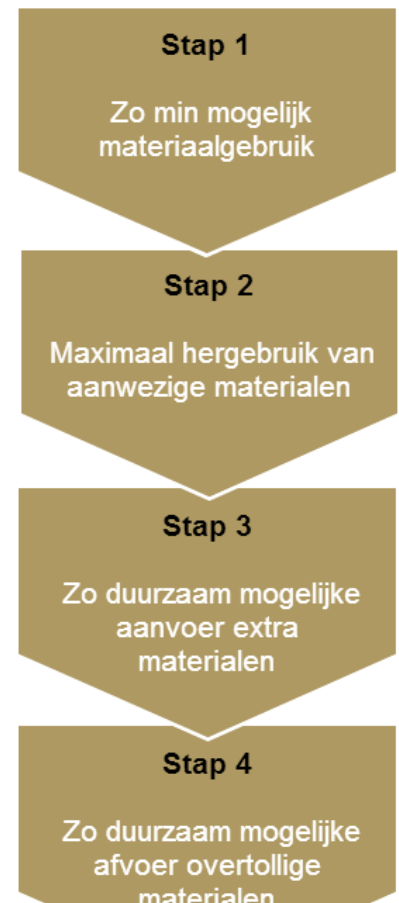 Stap 1
Zo min mogelijk
materiaalgebruik
Stap 2
Maximaal hergebruik van
aanwezige materialen
Stap 3
Zo duurzaam mogelijke
aanvoer extra
materialen
Stap 4
Zo duurzaam mogelijke
afvoer overtollige
materialen